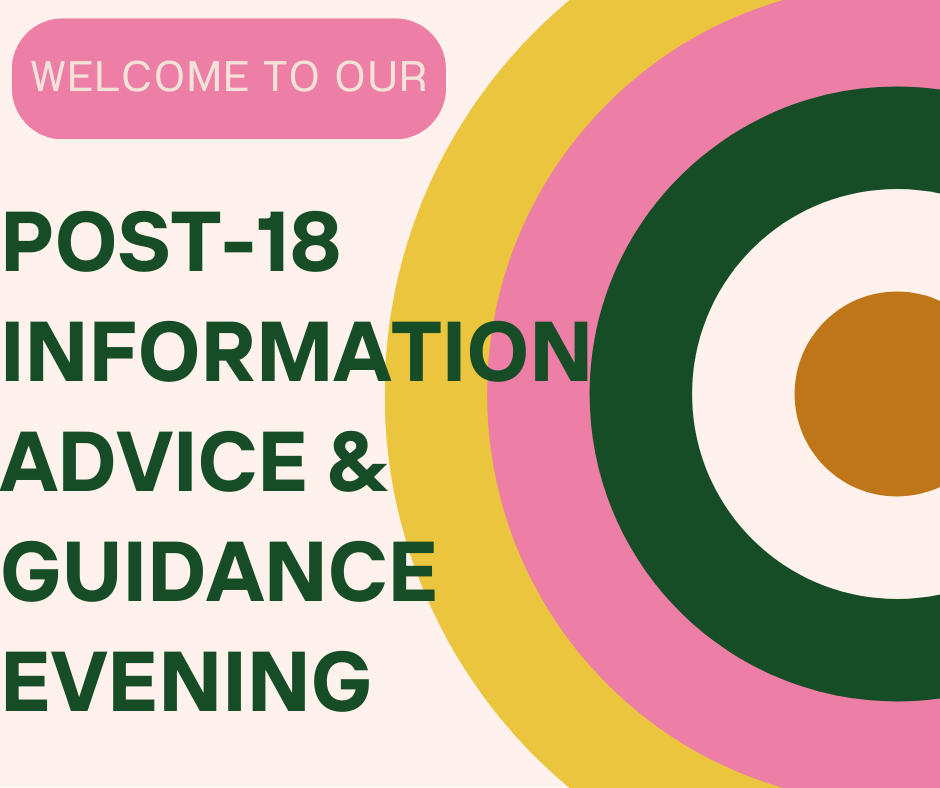 WELCOME TO OUR
POST-18
INFORMATION
ADVICE &
GUIDANCE
EVENING